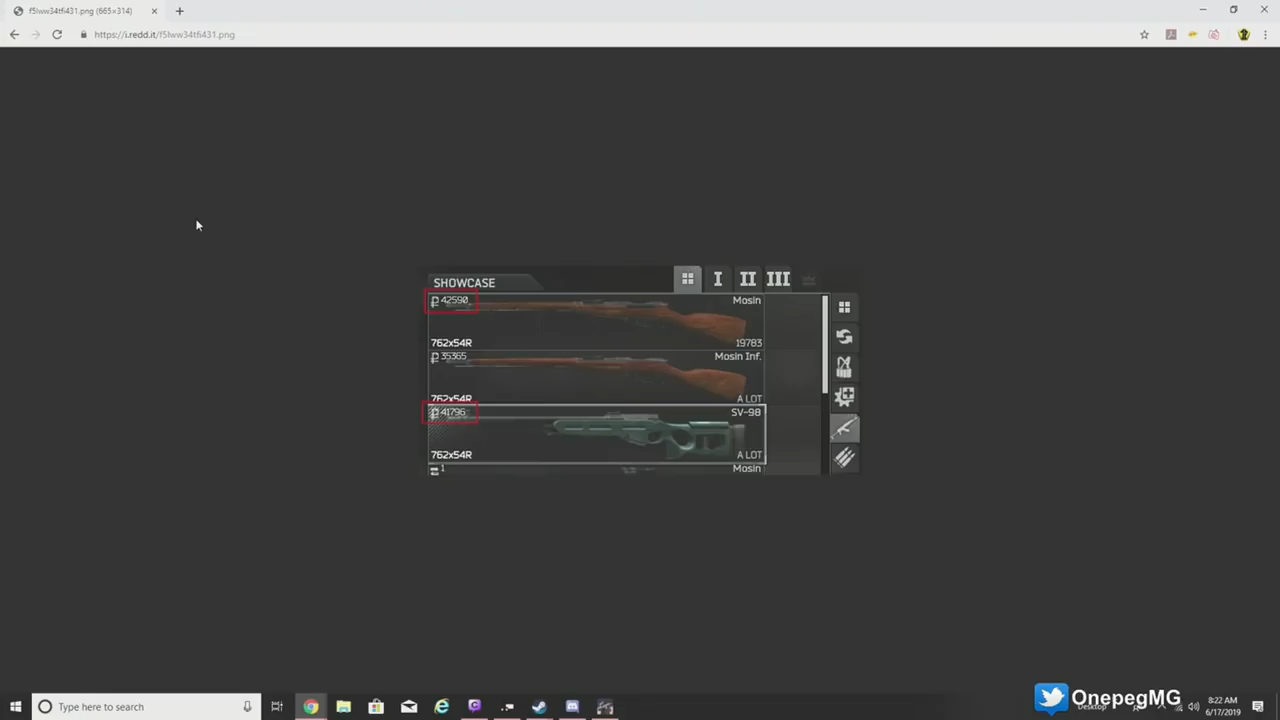 f5lww34tfi431.png (665×314)
https://i.redd.it/f5lww34tfi431.png
SHOWCASE
I II III
₽ 42590 Mosin
762x54R 19783
₽ 35365 Mosin Inf.
762x54R A LOT
₽ 41796 SV-98
762x54R A LOT
1 Mosin
OnepegMG
Type here to search
Desktop
8:22 AM
6/17/2019